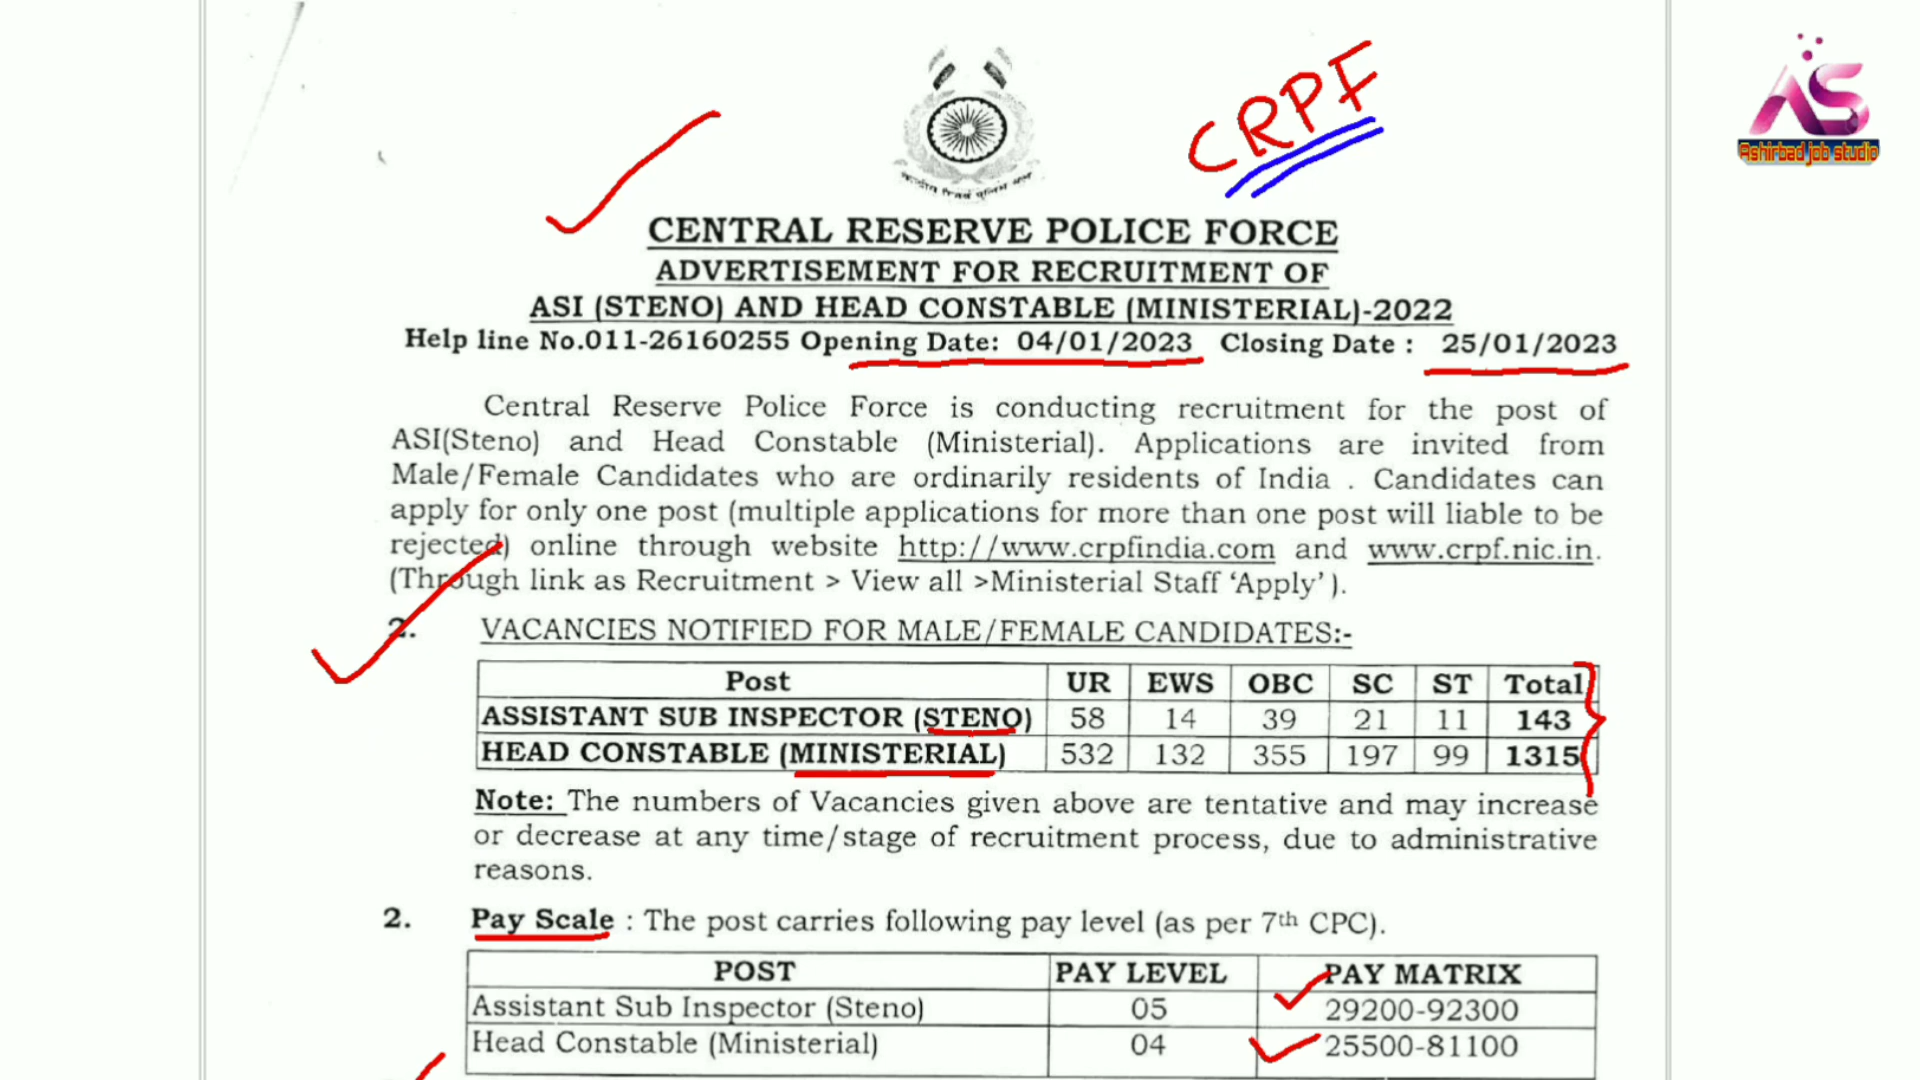 CRPF
AS
Ashirbad job studio
CENTRAL RESERVE POLICE FORCE
ADVERTISEMENT FOR RECRUITMENT OF
ASI (STENO) AND HEAD CONSTABLE (MINISTERIAL)-2022
Help line No.011-26160255 Opening Date: 04/01/2023 Closing Date : 25/01/2023
Central Reserve Police Force is conducting recruitment for the post of
ASI(Steno) and Head Constable (Ministerial). Applications are invited from
Male/Female Candidates who are ordinarily residents of India . Candidates can
apply for only one post (multiple applications for more than one post will liable to be
rejected) online through website http://www.crpfindia.com and www.crpf.nic.in.
(Through link as Recruitment > View all >Ministerial Staff ‘Apply’ ).
2. VACANCIES NOTIFIED FOR MALE/FEMALE CANDIDATES:-
Post UR EWS OBC SC ST Total
ASSISTANT SUB INSPECTOR (STENO) 58 14 39 21 11 143
HEAD CONSTABLE (MINISTERIAL) 532 132 355 197 99 1315
Note: The numbers of Vacancies given above are tentative and may increase
or decrease at any time/stage of recruitment process, due to administrative
reasons.
2. Pay Scale : The post carries following pay level (as per 7th CPC).
POST PAY LEVEL PAY MATRIX
Assistant Sub Inspector (Steno) 05 29200-92300
Head Constable (Ministerial) 04 25500-81100